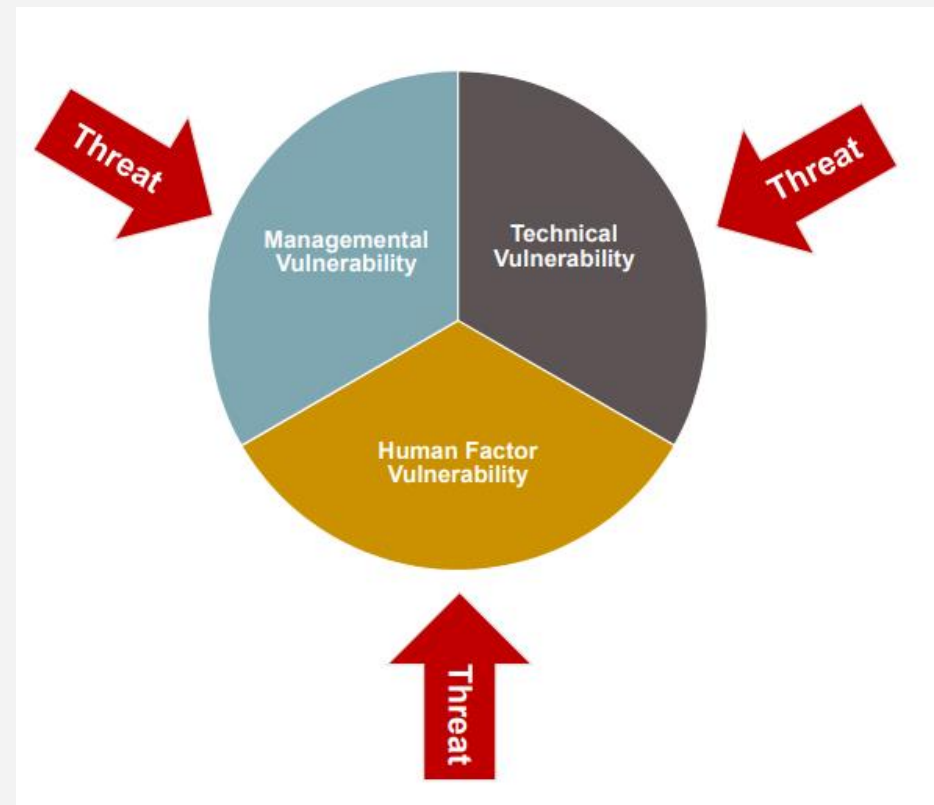 Threat
Threat
Managemental
Vulnerability
Technical
Vulnerability
Human Factor
Vulnerability
Threat